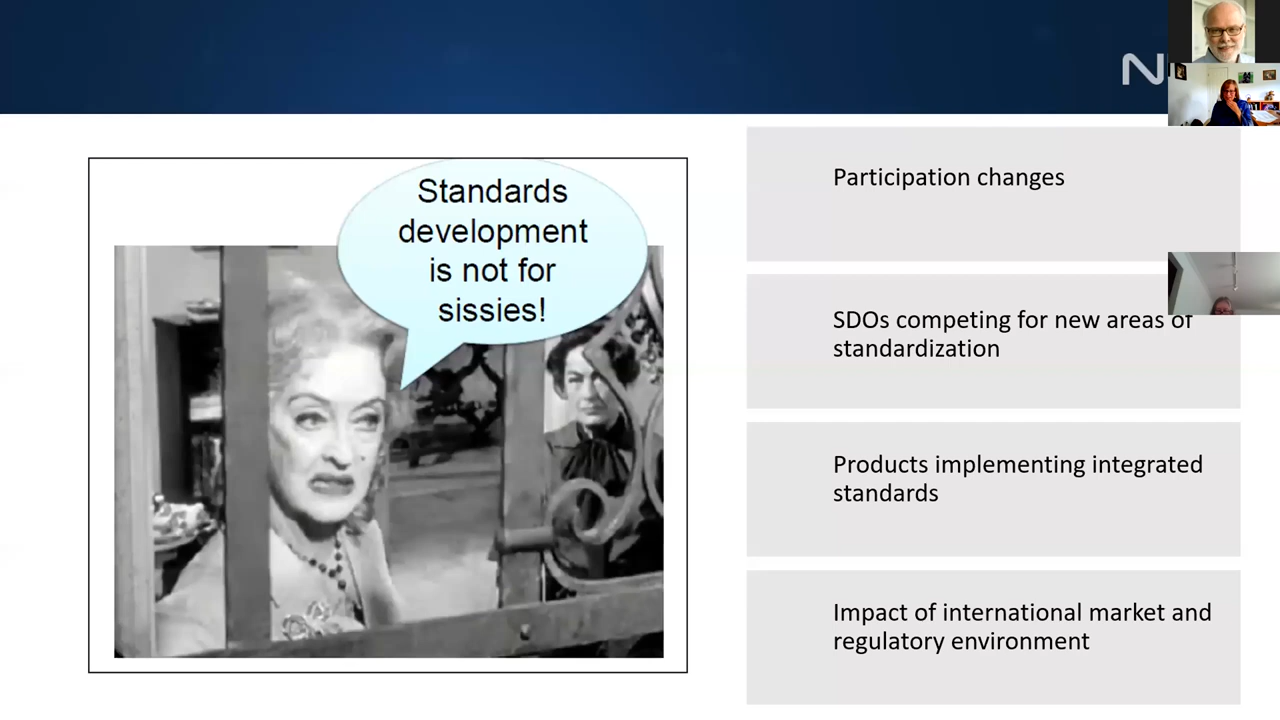 Standards
development
is not for
sissies!
Participation changes
SDOs competing for new areas of
standardization
Products implementing integrated
standards
Impact of international market and
regulatory environment